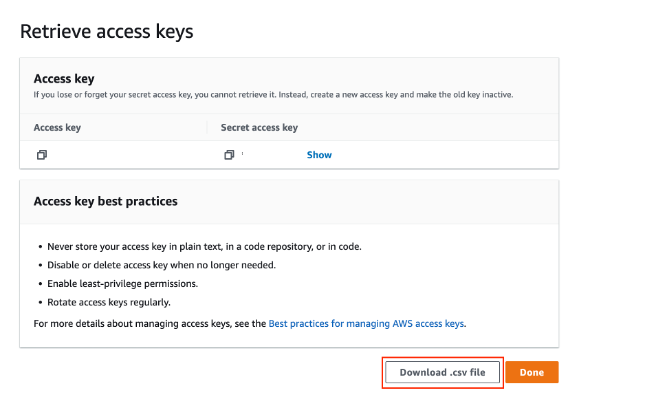 Retrieve access keys
Access key
If you lose or forget your secret access key, you cannot retrieve it. Instead, create a new access key and make the old key inactive.
Access key
Secret access key
Show
Access key best practices
• Never store your access key in plain text, in a code repository, or in code.
• Disable or delete access key when no longer needed.
• Enable least-privilege permissions.
• Rotate access keys regularly.
For more details about managing access keys, see the Best practices for managing AWS access keys.
Download .csv file
Done